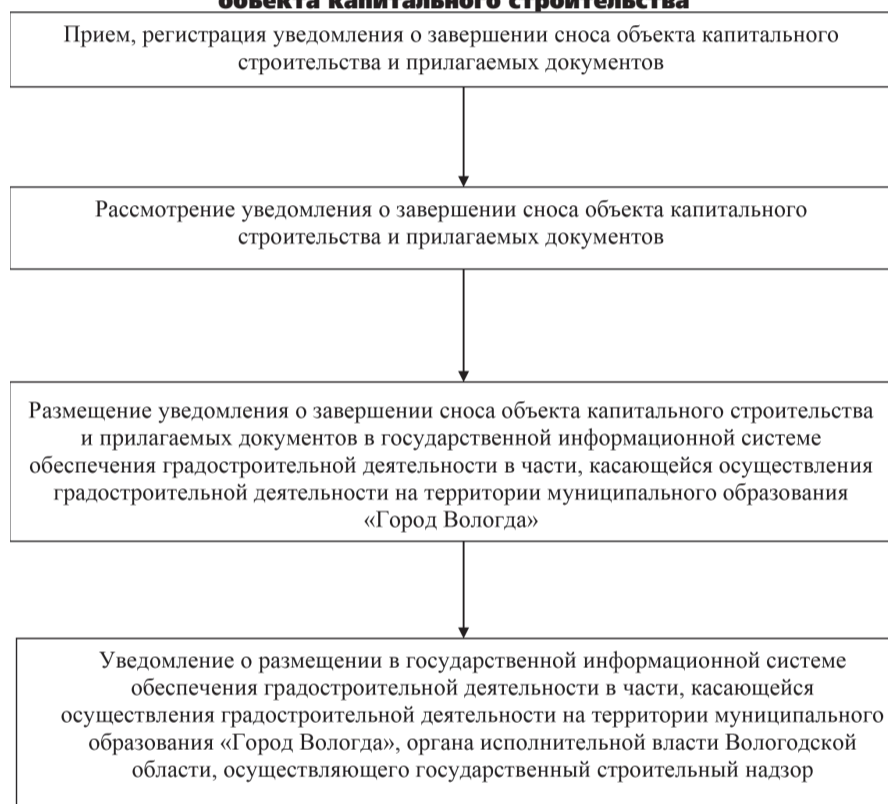 объекта капитального строительства
Прием, регистрация уведомления о завершении сноса объекта капитального
строительства и прилагаемых документов
Рассмотрение уведомления о завершении сноса объекта капитального
строительства и прилагаемых документов
Размещение уведомления о завершении сноса объекта капитального строительства
и прилагаемых документов в государственной информационной системе
обеспечения градостроительной деятельности в части, касающейся осуществления
градостроительной деятельности на территории муниципального образования
«Город Вологда»
Уведомление о размещении в государственной информационной системе
обеспечения градостроительной деятельности в части, касающейся
осуществления градостроительной деятельности на территории муниципального
образования «Город Вологда», органа исполнительной власти Вологодской
области, осуществляющего государственный строительный надзор